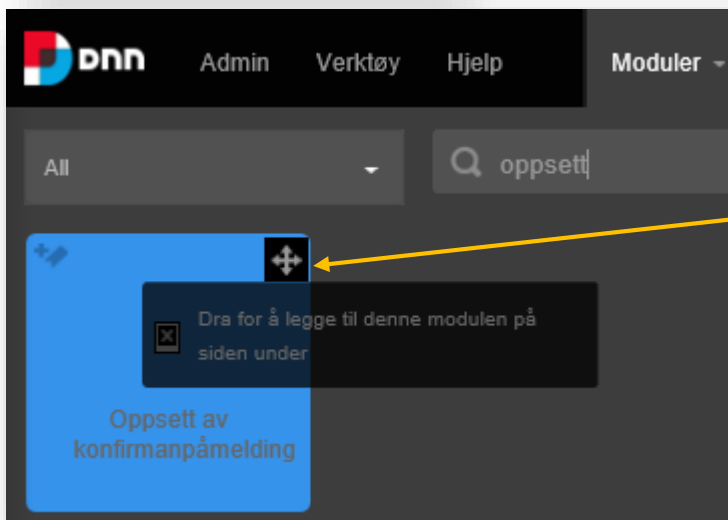 DNN Admin Verktøy Hjelp Moduler
All oppsett
Dra for å legge til denne modulen på
siden under
Oppsett av
konfirmanpåmelding